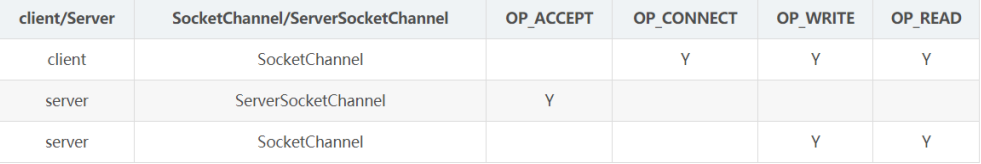 client/Server SocketChannel/ServerSocketChannel OP_ACCEPT OP_CONNECT OP_WRITE OP_READ
client SocketChannel Y Y Y
server ServerSocketChannel Y
server SocketChannel Y Y